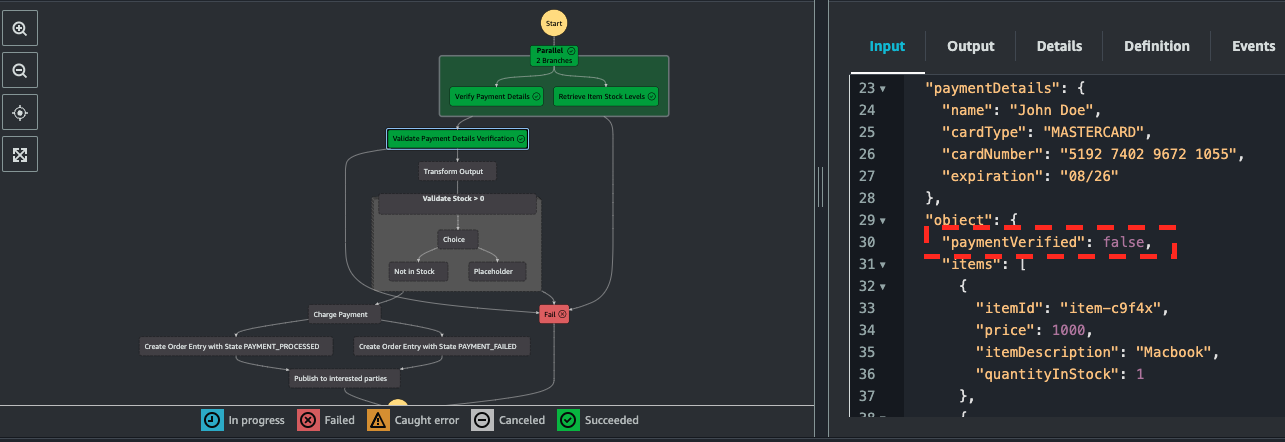 Start
Parallel
2 Branches
Verify Payment Details
Retrieve Item Stock Levels
Validate Payment Details Verification
Transform Output
Validate Stock > 0
Choice
Not in Stock
Placeholder
Charge Payment
Fail
Create Order Entry with State PAYMENT_PROCESSED
Create Order Entry with State PAYMENT_FAILED
Publish to interested parties
In progress
Failed
Caught error
Canceled
Succeeded
Input
Output
Details
Definition
Events
23 "paymentDetails": {
24 "name": "John Doe",
25 "cardType": "MASTERCARD",
26 "cardNumber": "5192 7402 9672 1055",
27 "expiration": "08/26"
28 },
29 "object": {
30 "paymentVerified": false,
31 "items": [
32 {
33 "itemId": "item-c9f4x",
34 "price": 1000,
35 "itemDescription": "Macbook",
36 "quantityInStock": 1
37 },
38 {